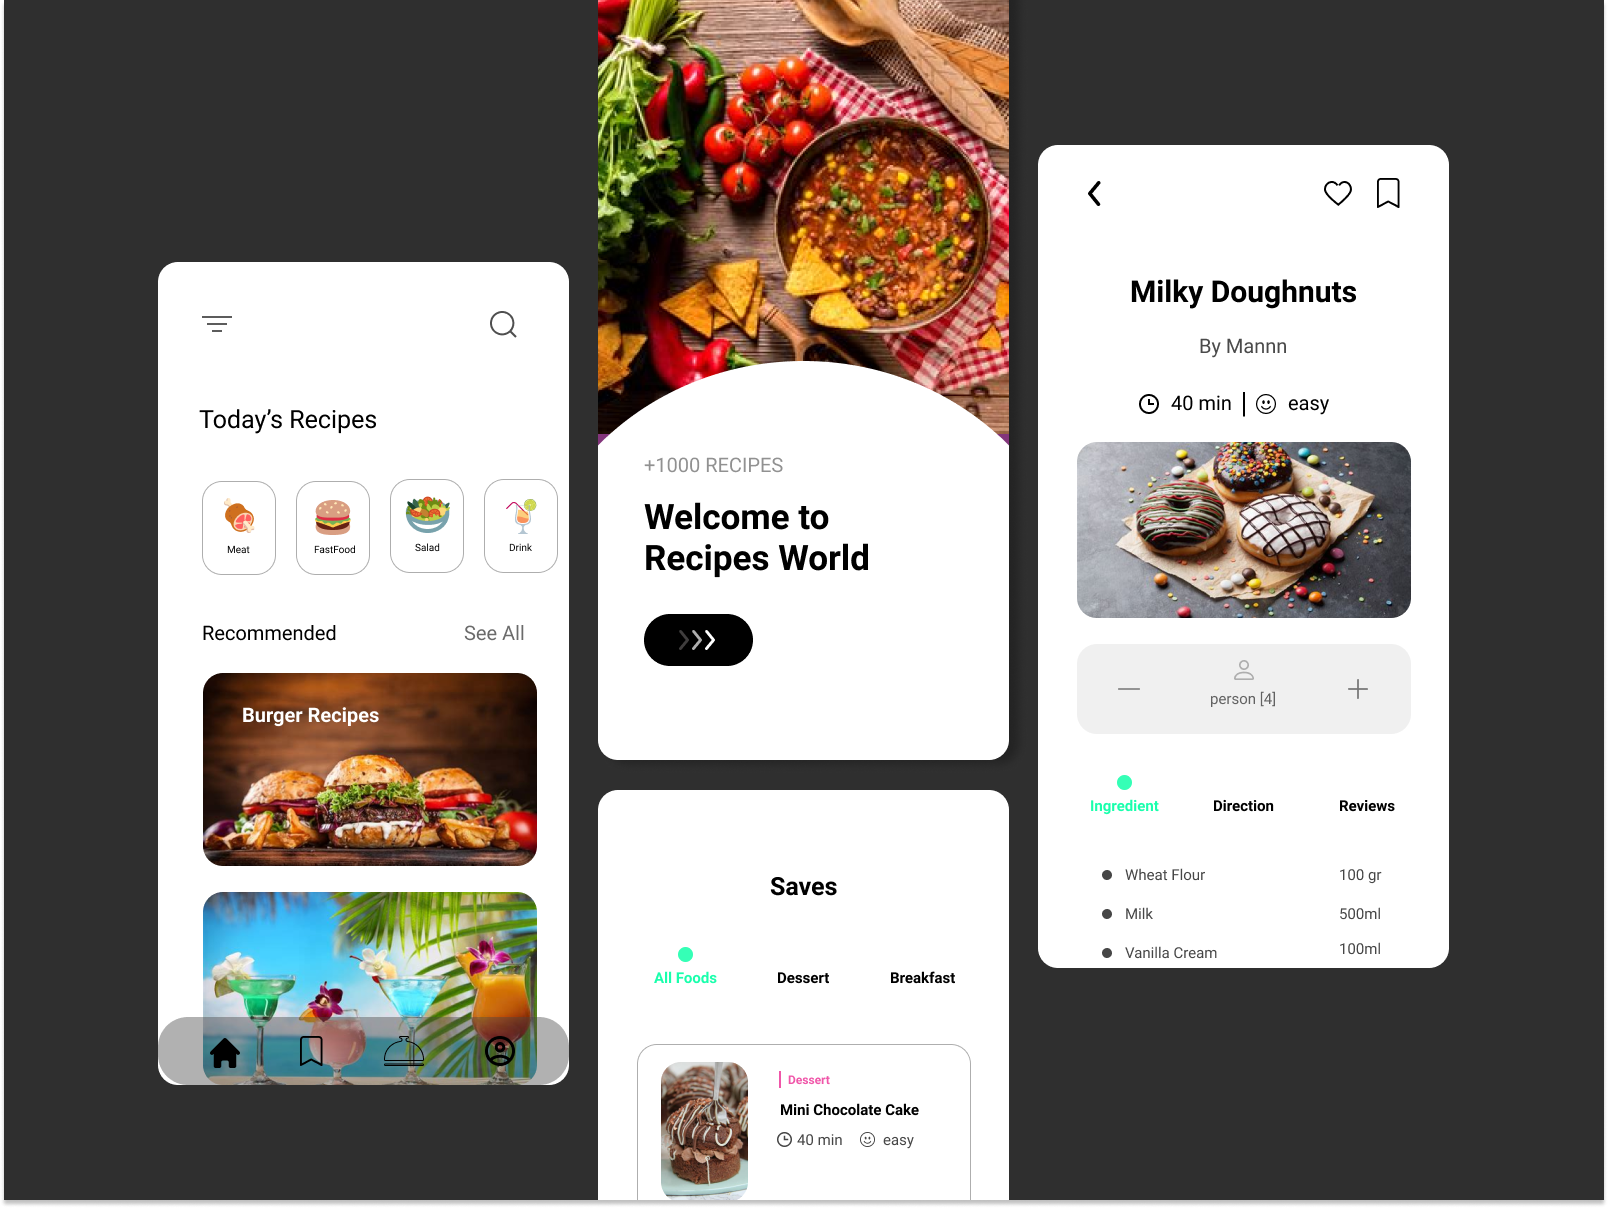 Today’s Recipes
Meat
FastFood
Salad
Drink
Recommended
See All
Burger Recipes
+1000 RECIPES
Welcome to
Recipes World
Saves
All Foods
Dessert
Breakfast
Dessert
Mini Chocolate Cake
40 min
easy
Milky Doughnuts
By Mannn
40 min
easy
person [4]
Ingredient
Direction
Reviews
Wheat Flour
100 gr
Milk
500ml
Vanilla Cream
100ml